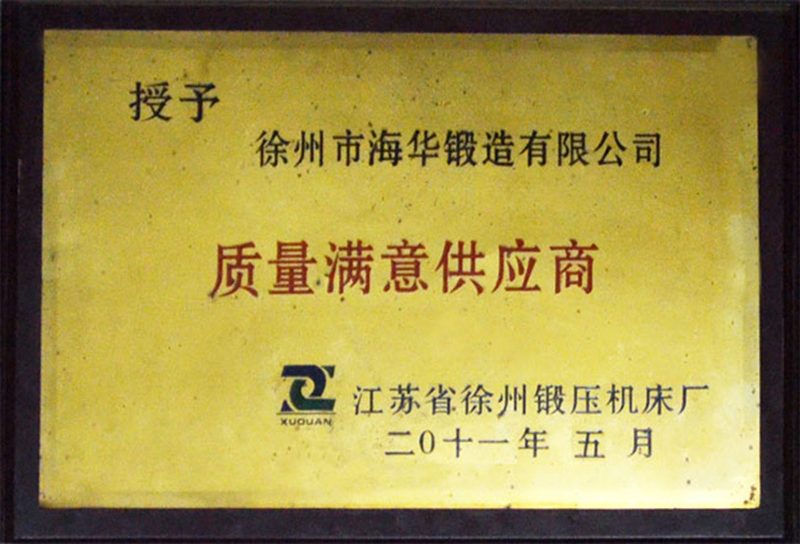 授予
徐州市海华锻造有限公司
质量满意供应商
XUDUAN
江苏省徐州锻压机床厂
二0十一年 五 月